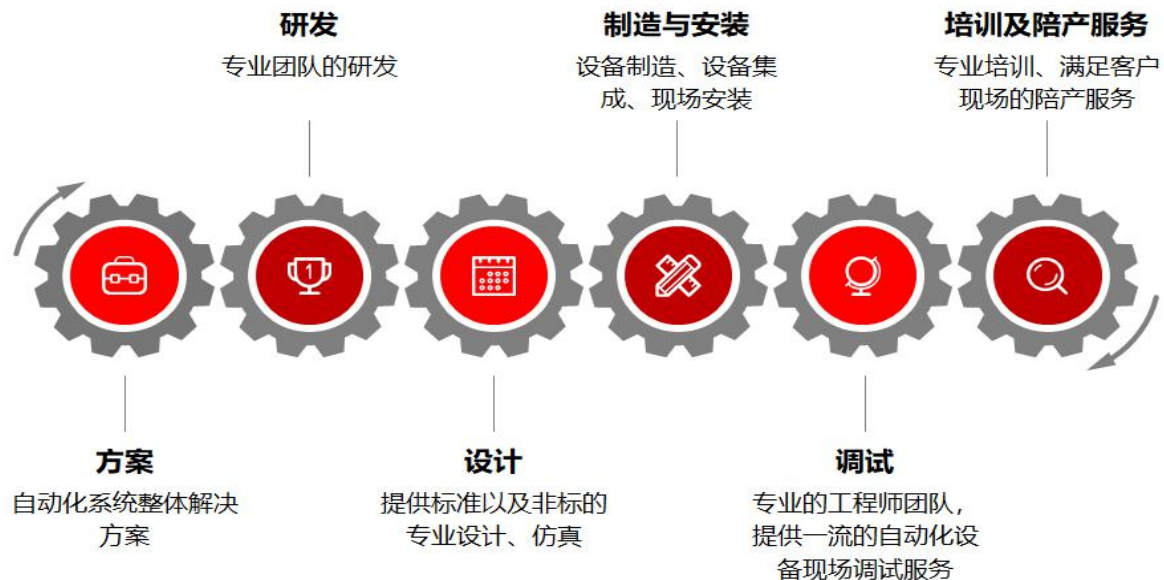 研发
专业团队的研发
制造与安装
设备制造、设备集
成、现场安装
培训及陪产服务
专业培训、满足客户
现场的陪产服务
1
方案
自动化系统整体解决
方案
设计
提供标准以及非标的
专业设计、仿真
调试
专业的工程师团队，
提供一流的自动化设
备现场调试服务